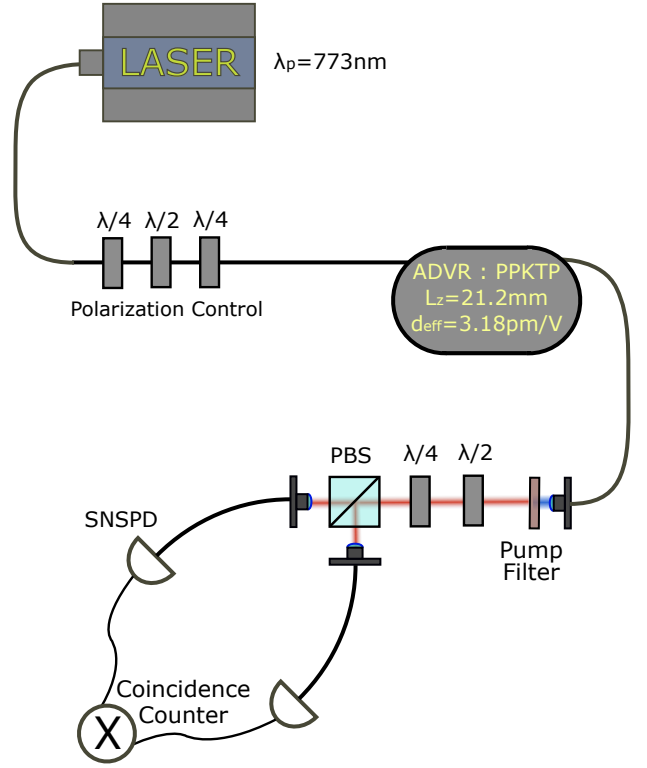 LASER
λp=773nm
λ/4 λ/2 λ/4
Polarization Control
ADVR : PPKTP
Lz=21.2mm
deff=3.18pm/V
PBS
λ/4
λ/2
SNSPD
Pump
Filter
Coincidence
Counter
X